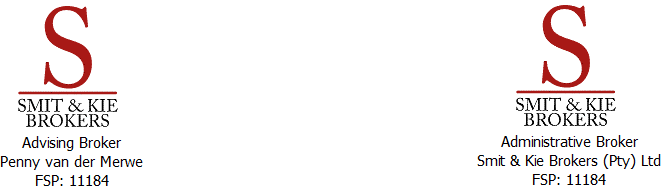 S
SMIT & KIE
BROKERS
Advising Broker
Penny van der Merwe
FSP: 11184
S
SMIT & KIE
BROKERS
Administrative Broker
Smit & Kie Brokers (Pty) Ltd
FSP: 11184